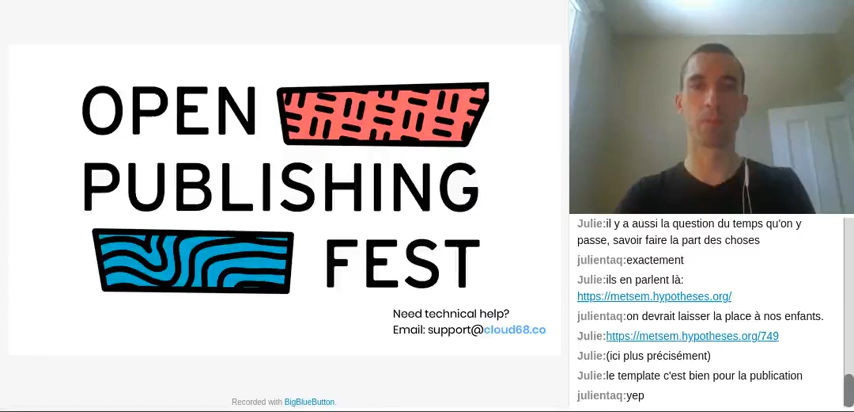 OPEN
PUBLISHING
FEST
Need technical help?
Email: support@cloud68.co
Recorded with BigBlueButton.
Julie:il y a aussi la question du temps qu'on y
passe, savoir faire la part des choses
julientaq:exactement
Julie:ils en parlent là:
https://metsem.hypotheses.org/
julientaq:on devrait laisser la place à nos enfants.
Julie:https://metsem.hypotheses.org/749
Julie:(ici plus précisément)
Julie:le template c'est bien pour la publication
julientaq:yep